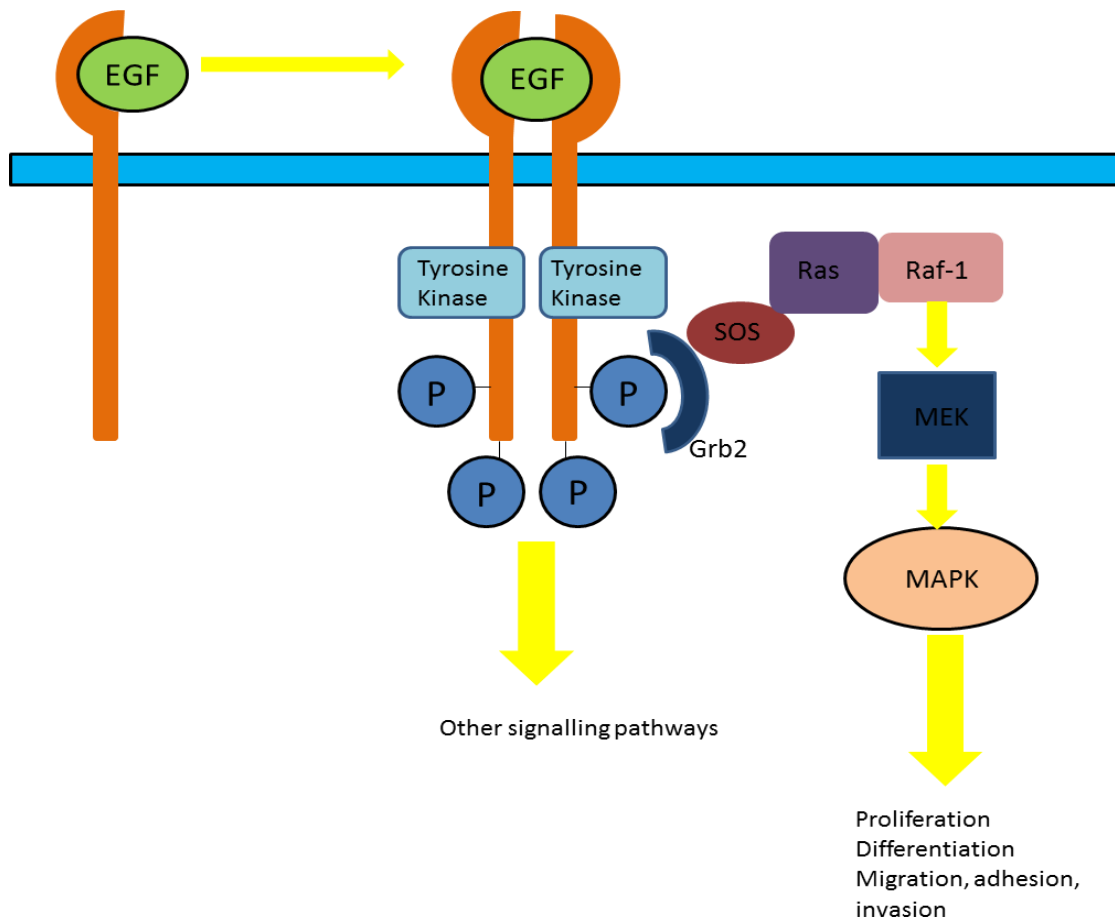 EGF
EGF
Tyrosine
Kinase
Tyrosine
Kinase
Ras
Raf-1
SOS
P
P
MEK
Grb2
P
P
MAPK
Other signalling pathways
Proliferation
Differentiation
Migration, adhesion,
invasion